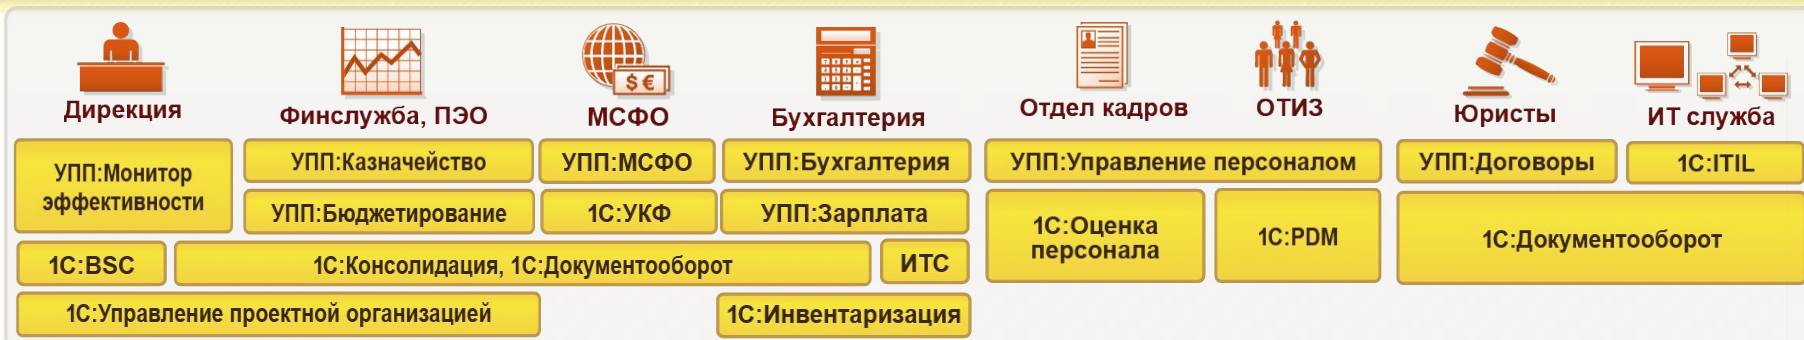 $ €
Дирекция
Финслужба, ПЭО
МСФО
Бухгалтерия
Отдел кадров
ОТИЗ
Юристы
ИТ служба
УПП:Монитор
эффективности
УПП:Казначейство
УПП:МСФО
УПП:Бухгалтерия
УПП:Управление персоналом
УПП:Договоры
1С:ITIL
УПП:Бюджетирование
1С:УКФ
УПП:Зарплата
1С:Оценка
персонала
1С:PDM
1С:Документооборот
1С:BSC
1С:Консолидация, 1С:Документооборот
ИТС
1С:Управление проектной организацией
1С:Инвентаризация